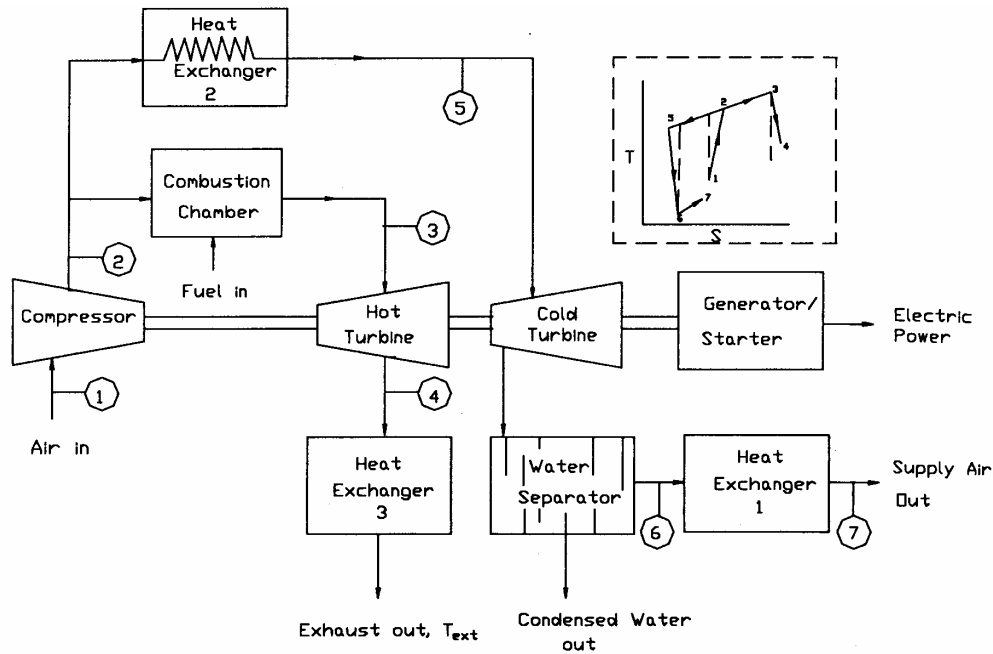 Heat
Exchanger
2
5
Combustion
Chamber
3
2
Fuel in
Compressor
Hot
Turbine
Cold
Turbine
Generator/
Starter
Electric
Power
1
Air in
4
Heat
Exchanger
3
Water
Separator
6
Heat
Exchanger
1
7
Supply Air
Out
Exhaust out, Text
Condensed Water
out
T
S
5
2
3
4
1
7
6